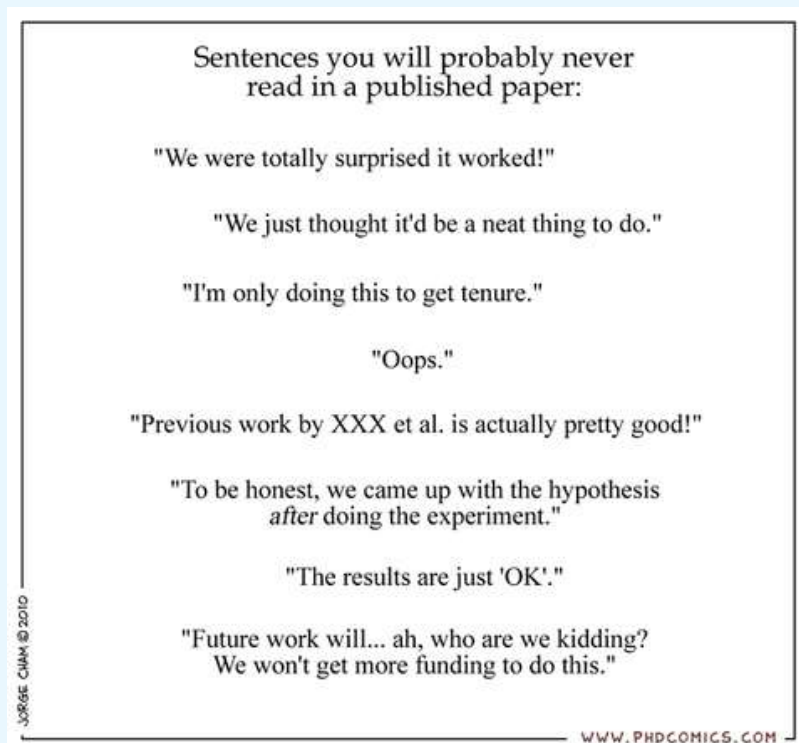 Sentences you will probably never
read in a published paper:
"We were totally surprised it worked!"
"We just thought it'd be a neat thing to do."
"I'm only doing this to get tenure."
"Oops."
"Previous work by XXX et al. is actually pretty good!"
"To be honest, we came up with the hypothesis
after doing the experiment."
"The results are just 'OK'."
"Future work will... ah, who are we kidding?
We won't get more funding to do this."
JORGE CHAM © 2010
WWW.PHDCOMICS.COM